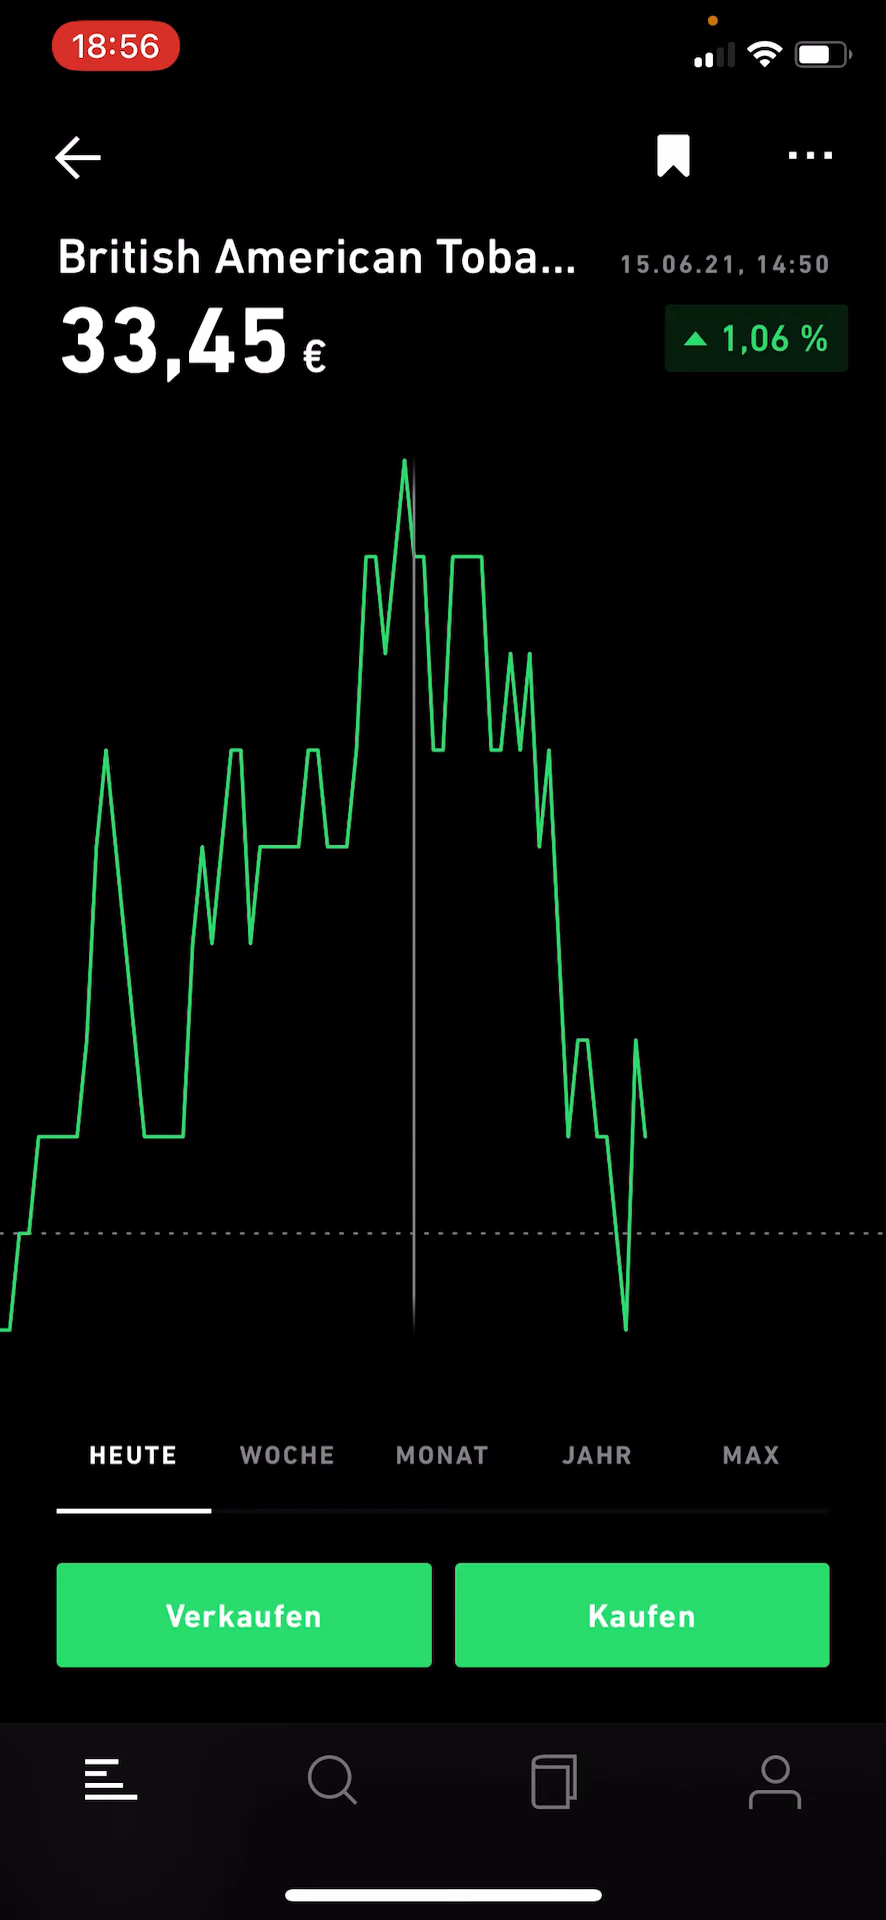 18:56
British American Toba...
15.06.21, 14:50
33,45 €
1,06 %
HEUTE WOCHE MONAT JAHR MAX
Verkaufen Kaufen